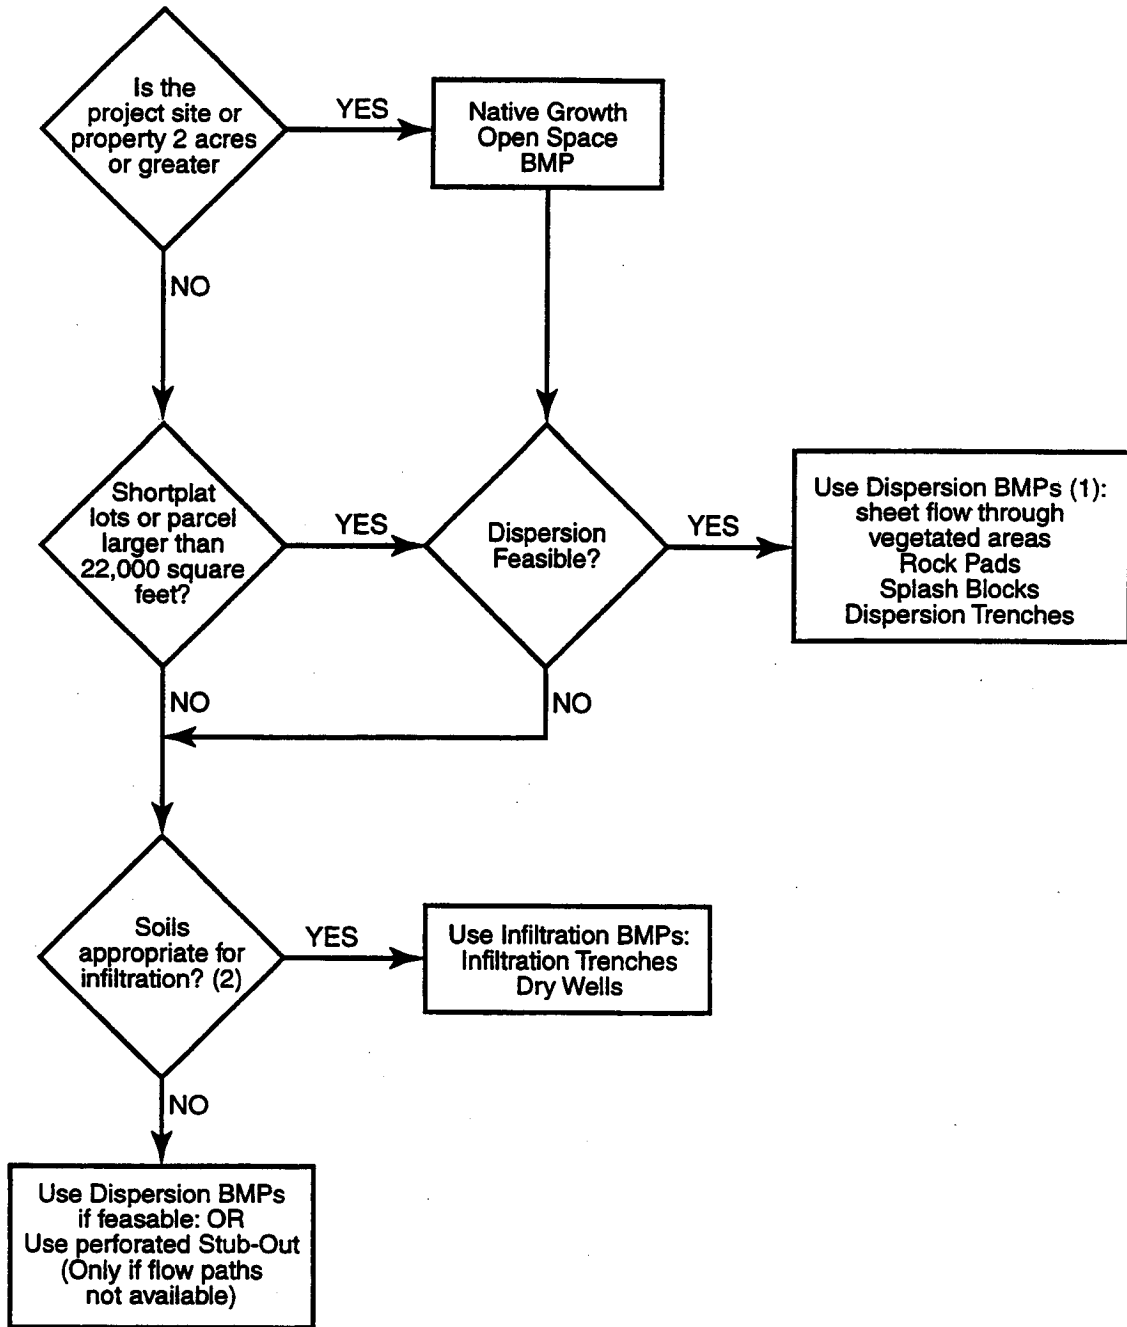 Is the
project site or
property 2 acres
or greater
YES
Native Growth
Open Space
BMP
NO
Shortplat
lots or parcel
larger than
22,000 square
feet?
YES
Dispersion
Feasible?
YES
Use Dispersion BMPs (1):
sheet flow through
vegetated areas
Rock Pads
Splash Blocks
Dispersion Trenches
NO
NO
Soils
appropriate for
infiltration? (2)
YES
Use Infiltration BMPs:
Infiltration Trenches
Dry Wells
NO
Use Dispersion BMPs
if feasable: OR
Use perforated Stub-Out
(Only if flow paths
not available)